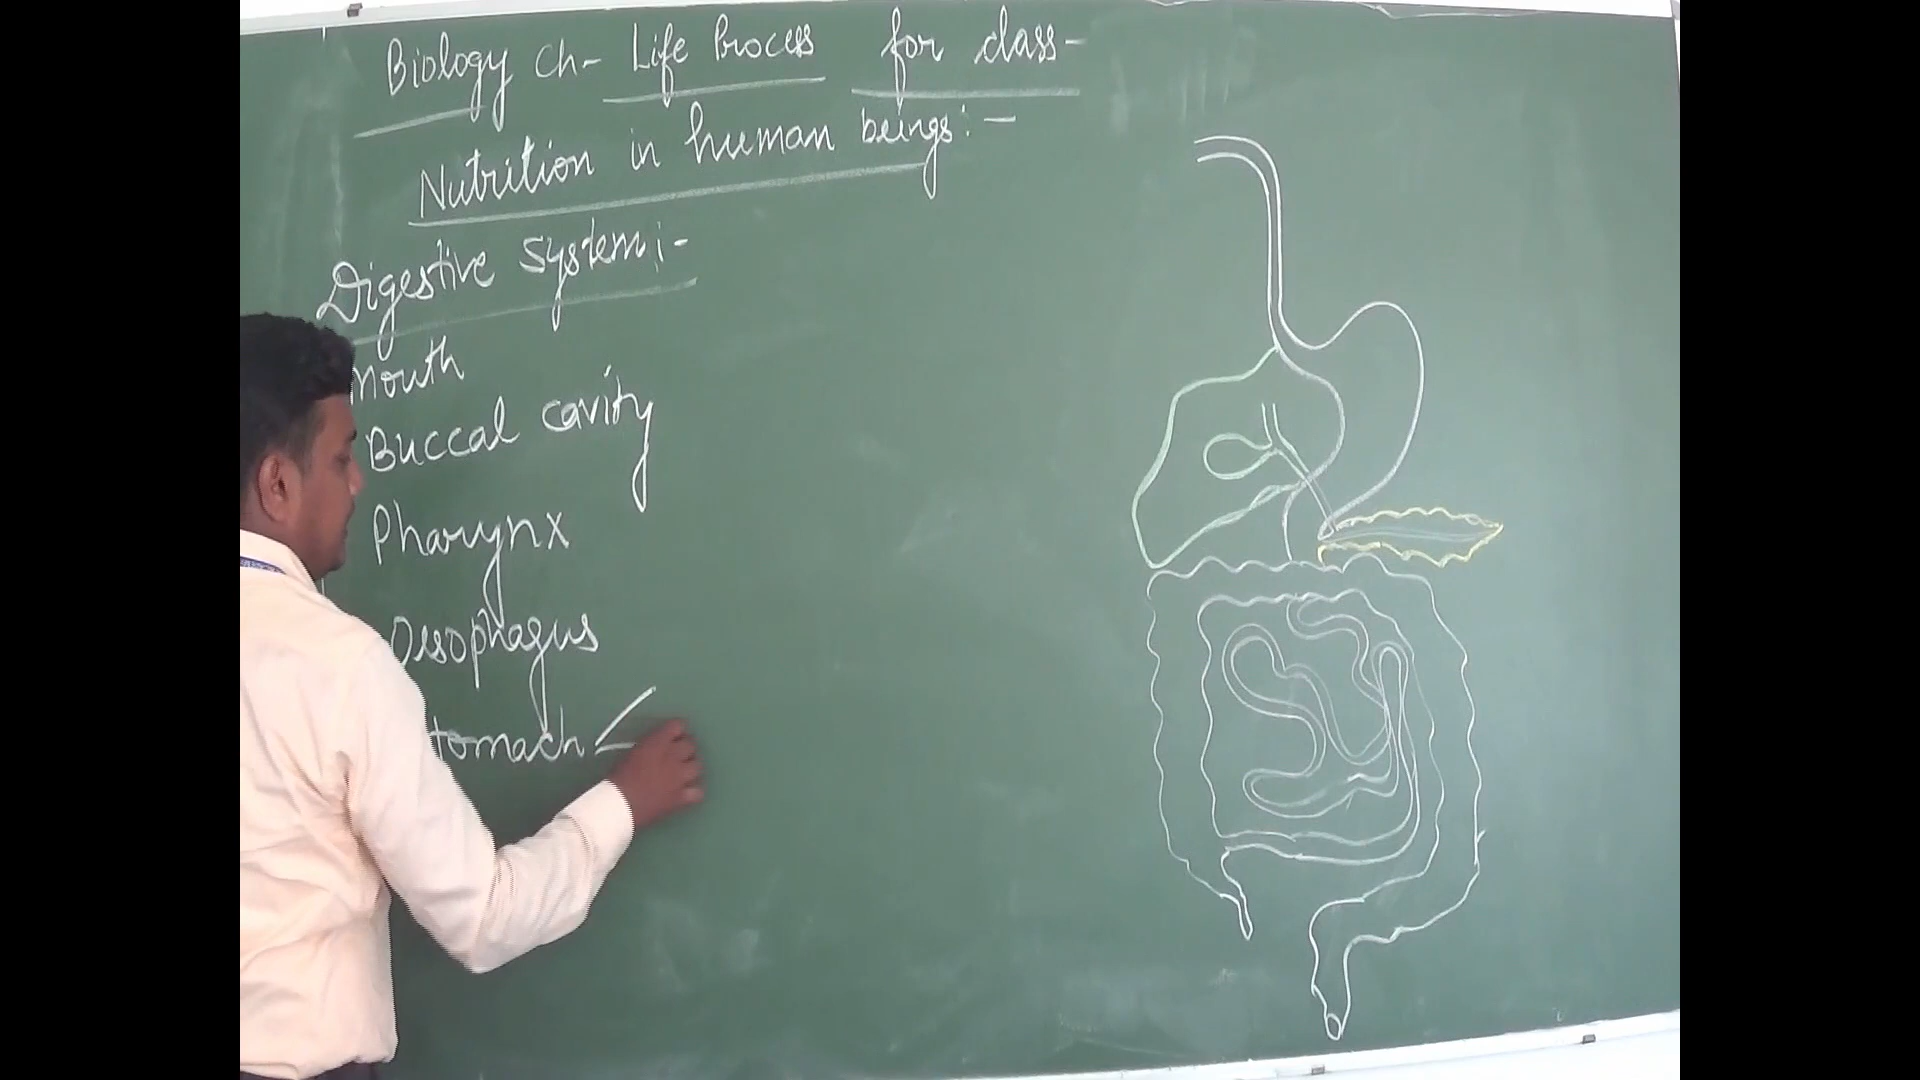 Biology Ch- Life Process for class-
Nutrition in human beings:-
Digestive system:-
Mouth
Buccal cavity
Pharynx
Oesophagus
tomach